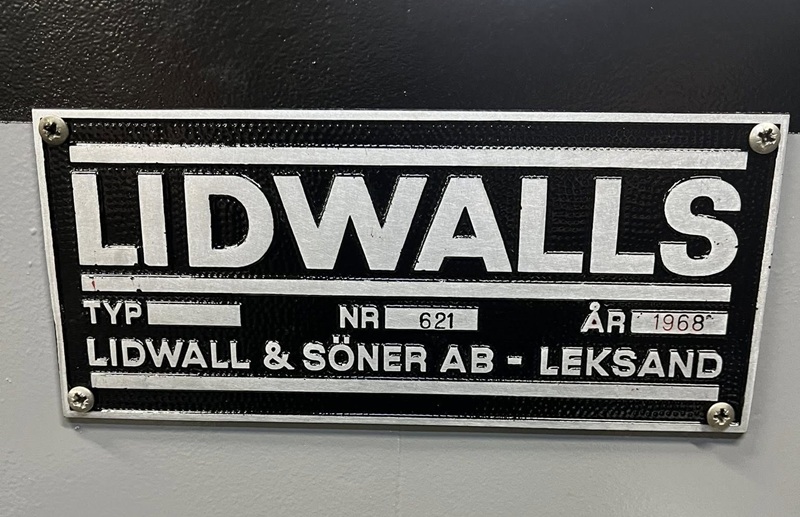 LIDWALLS
TYP NR 621 ÅR 1968
LIDWALL & SÖNER AB - LEKSAND